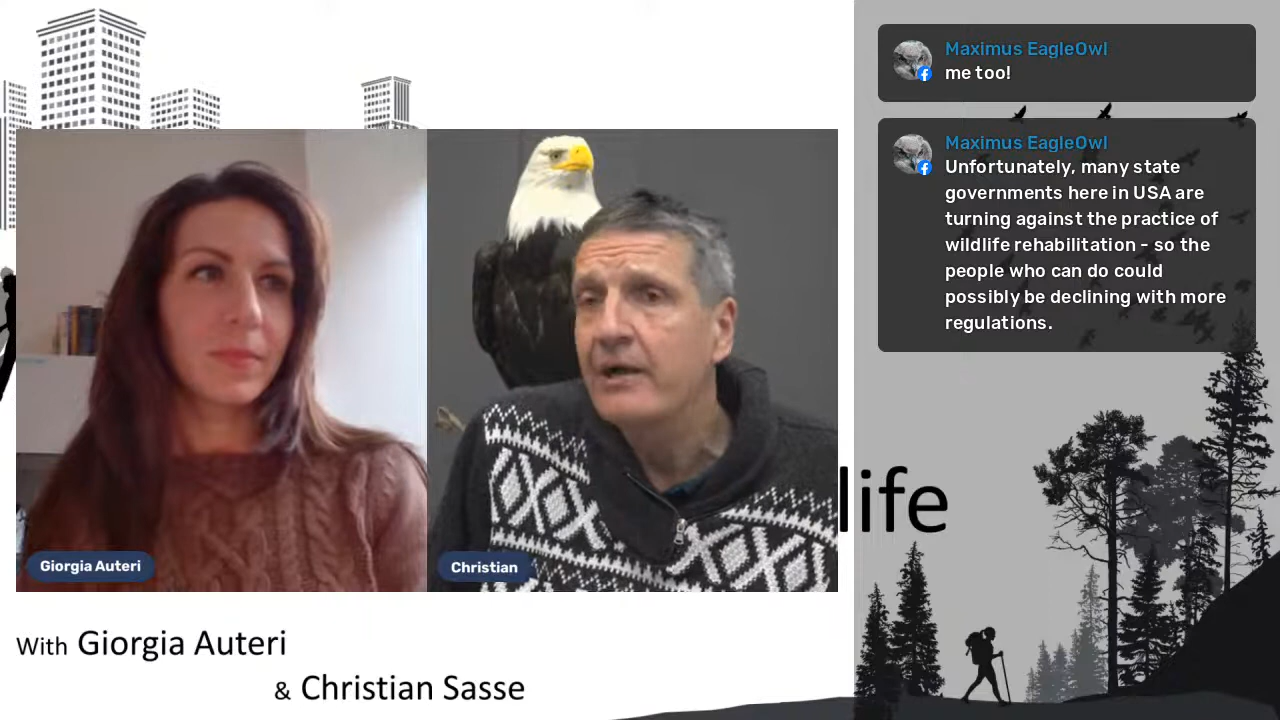 Maximus EagleOwl
me too!
Maximus EagleOwl
Unfortunately, many state
governments here in USA are
turning against the practice of
wildlife rehabilitation - so the
people who can do could
possibly be declining with more
regulations.
life
Giorgia Auteri
Christian
With Giorgia Auteri
& Christian Sasse